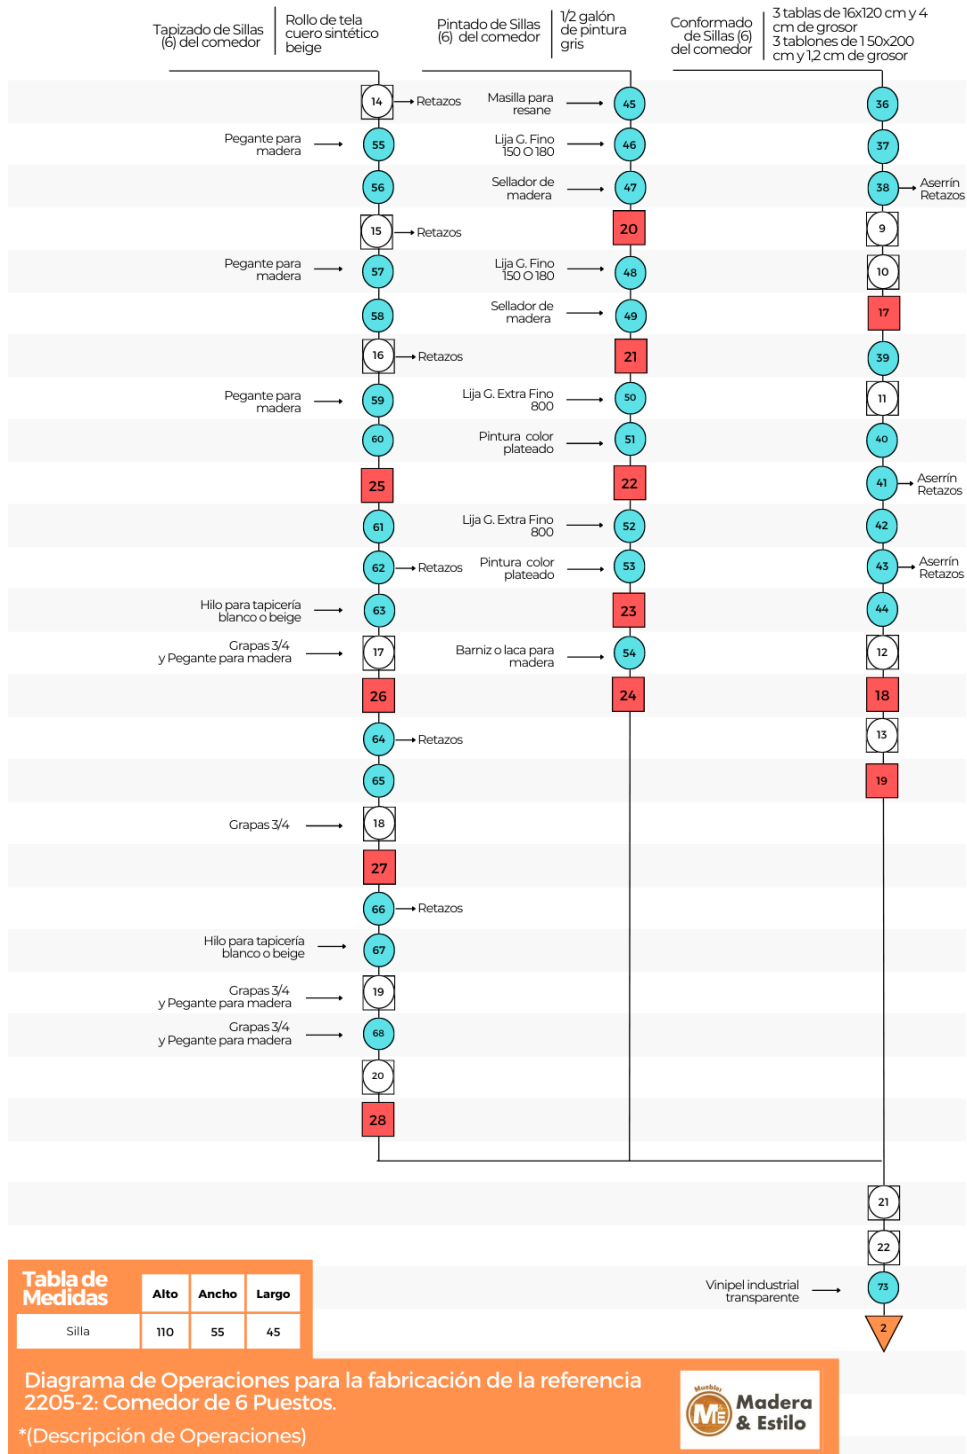 Tapizado de Sillas
(6) del comedor
Rollo de tela
cuero sintético
beige
Pintado de Sillas
(6) del comedor
1/2 galón
de pintura
gris
Conformado
de Sillas (6)
del comedor
3 tablas de 16x120 cm y 4
cm de grosor
3 tablones de 150x200
cm y 1,2 cm de grosor
14
Retazos
Pegante para
madera
55
56
15
Retazos
Pegante para
madera
57
58
16
Retazos
Pegante para
madera
59
60
25
61
62
Retazos
Hilo para tapicería
blanco o beige
63
Grapas 3/4
y Pegante para madera
17
26
64
Retazos
65
Grapas 3/4
18
27
66
Retazos
Hilo para tapicería
blanco o beige
67
Grapas 3/4
y Pegante para madera
19
Grapas 3/4
y Pegante para madera
68
20
28
Masilla para
resane
45
Lija G. Fino
150 O 180
46
Sellador de
madera
47
20
Lija G. Fino
150 O 180
48
Sellador de
madera
49
21
Lija G. Extra Fino
800
50
Pintura color
plateado
51
22
Lija G. Extra Fino
800
52
Pintura color
plateado
53
23
Barniz o laca para
madera
54
24
36
37
38
Aserrín
Retazos
9
10
17
39
11
40
41
Aserrín
Retazos
42
43
Aserrín
Retazos
44
12
18
13
19
21
22
Vinipel industrial
transparente
73
2
Tabla de
Medidas
Alto Ancho Largo
Silla 110 55 45
Diagrama de Operaciones para la fabricación de la referencia
2205-2: Comedor de 6 Puestos.
*(Descripción de Operaciones)
Muebles
M&E
Madera
& Estilo